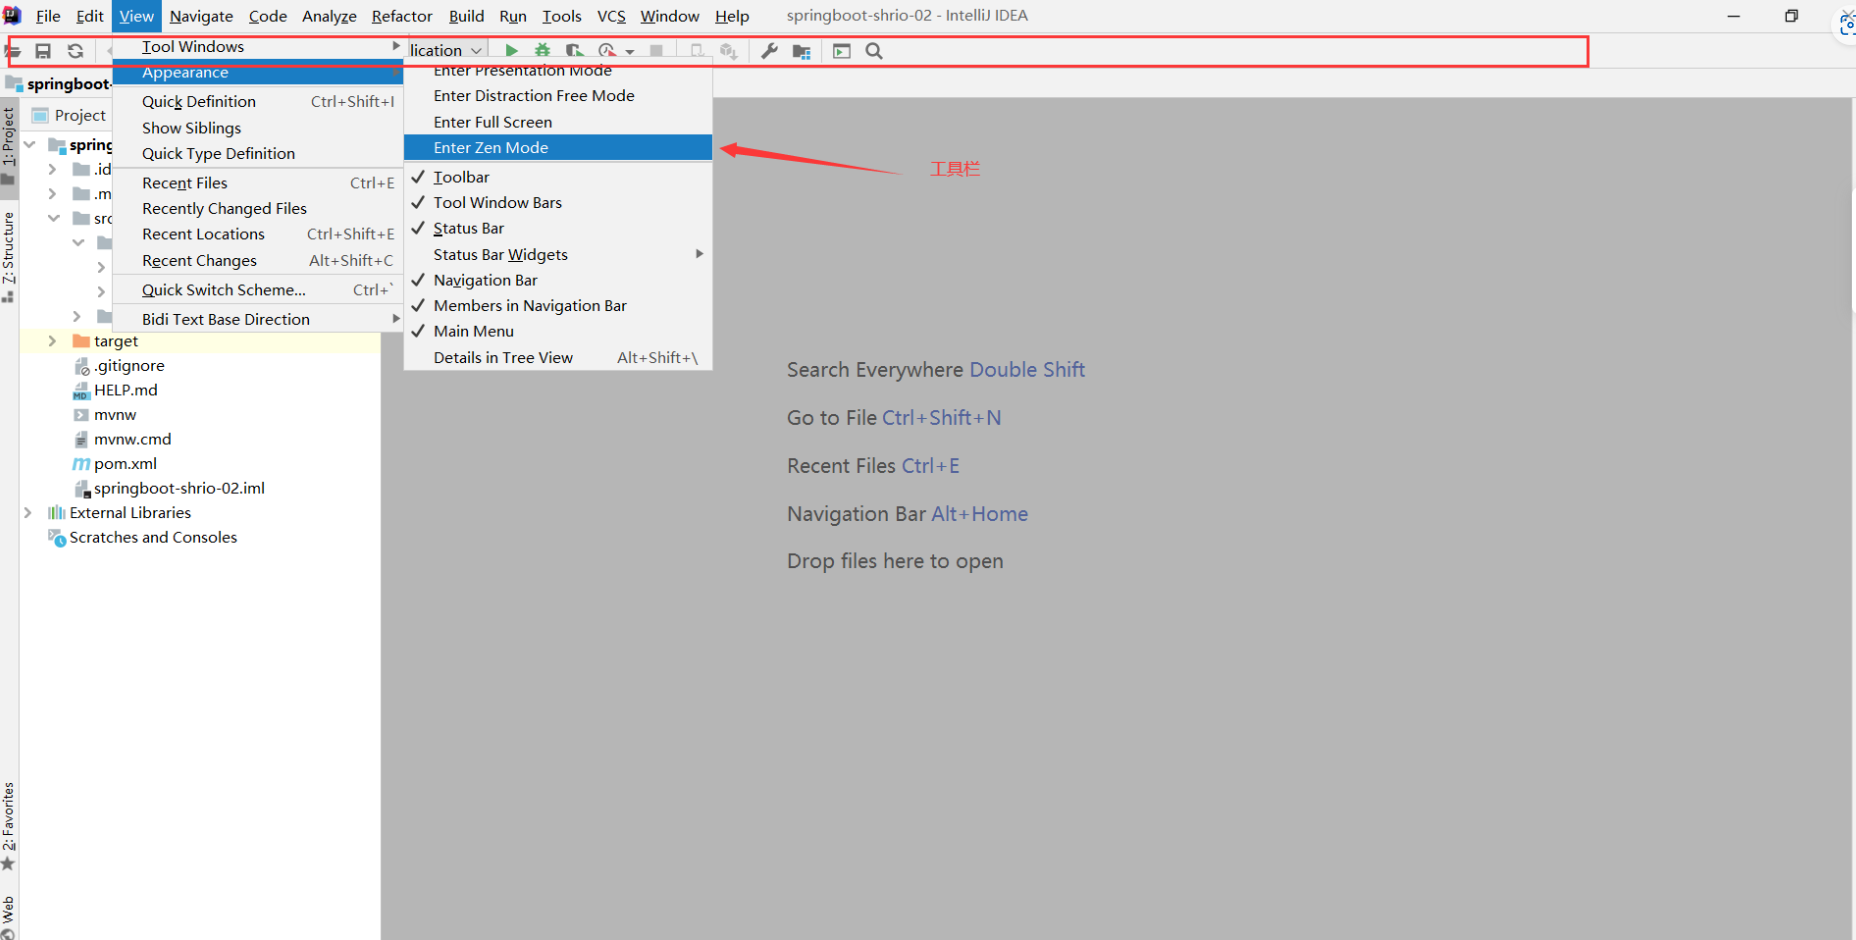 File Edit View Navigate Code Analyze Refactor Build Run Tools VCS Window Help springboot-shrio-02 - IntelliJ IDEA
Tool Windows
lication
Appearance
Enter Presentation Mode
springboot-
Enter Distraction Free Mode
Quick Definition Ctrl+Shift+I
Project
Enter Full Screen
Show Siblings
spring
Enter Zen Mode
Quick Type Definition
工具栏
.id
Toolbar
Recent Files Ctrl+E
.m
Tool Window Bars
Recently Changed Files
src
Status Bar
Recent Locations Ctrl+Shift+E
Status Bar Widgets
Recent Changes Alt+Shift+C
Navigation Bar
Quick Switch Scheme... Ctrl+`
Members in Navigation Bar
Bidi Text Base Direction
Main Menu
target
Details in Tree View Alt+Shift+\
.gitignore
HELP.md
MD
mvnw
mvnw.cmd
pom.xml
springboot-shrio-02.iml
External Libraries
Scratches and Consoles
Search Everywhere Double Shift
Go to File Ctrl+Shift+N
Recent Files Ctrl+E
Navigation Bar Alt+Home
Drop files here to open
1: Project
7: Structure
2: Favorites
Web